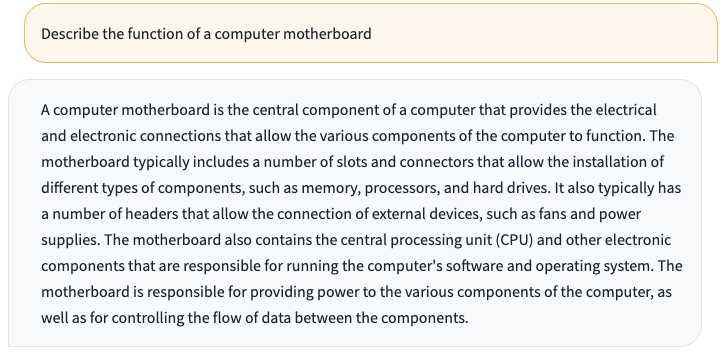 Describe the function of a computer motherboard
A computer motherboard is the central component of a computer that provides the electrical
and electronic connections that allow the various components of the computer to function. The
motherboard typically includes a number of slots and connectors that allow the installation of
different types of components, such as memory, processors, and hard drives. It also typically has
a number of headers that allow the connection of external devices, such as fans and power
supplies. The motherboard also contains the central processing unit (CPU) and other electronic
components that are responsible for running the computer's software and operating system. The
motherboard is responsible for providing power to the various components of the computer, as
well as for controlling the flow of data between the components.